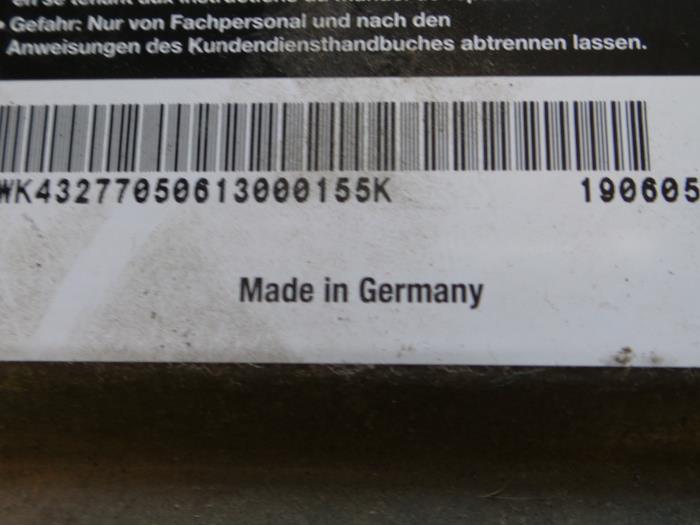 • Gefahr: Nur von Fachpersonal und nach den
Anweisungen des Kundendiensthandbuches abtrennen lassen.
WK43277050613000155K 190605
Made in Germany